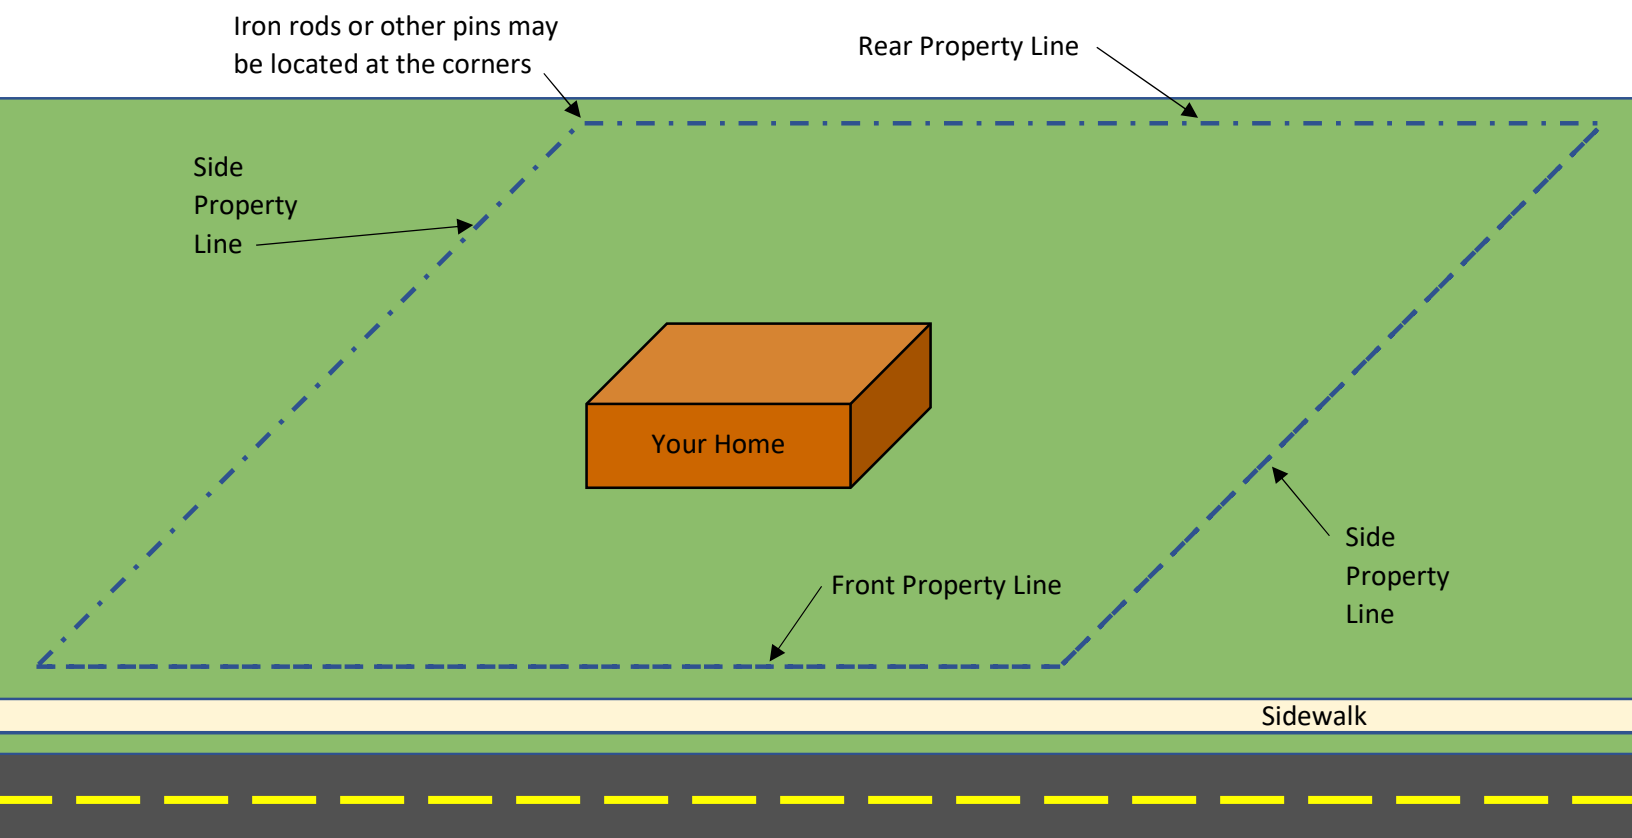 Iron rods or other pins may
be located at the corners
Rear Property Line
Side
Property
Line
Your Home
Front Property Line
Side
Property
Line
Sidewalk